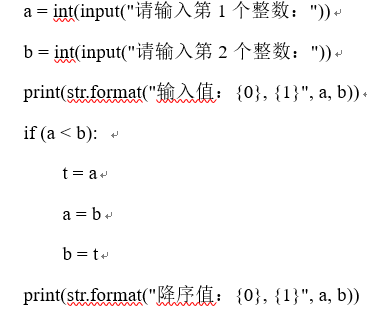 a = int(input("请输入第 1 个整数："))
b = int(input("请输入第 2 个整数："))
print(str.format("输入值：{0}, {1}", a, b))
if (a < b):
t = a
a = b
b = t
print(str.format("降序值：{0}, {1}", a, b))